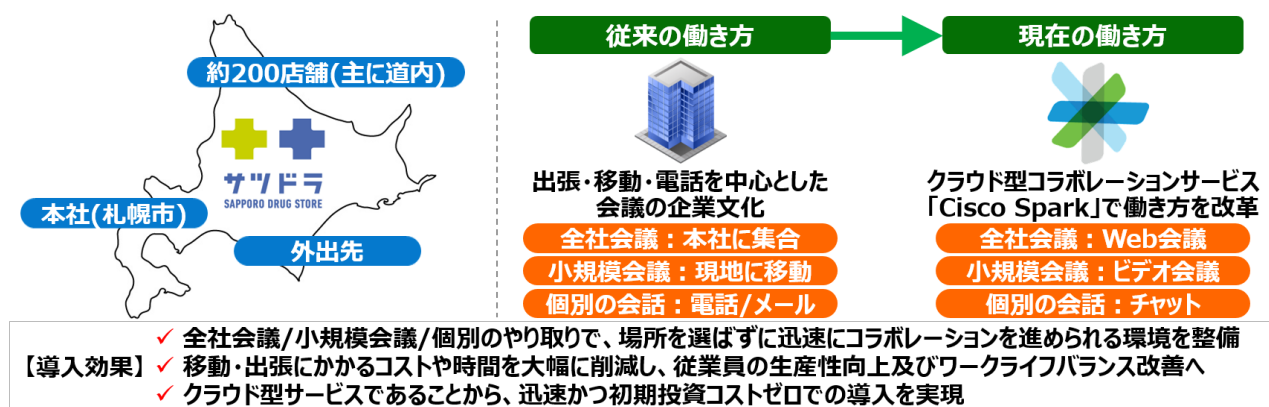 約200店舗(主に道内)
サツドラ
SAPPORO DRUG STORE
本社(札幌市)
外出先
従来の働き方
現在の働き方
出張・移動・電話を中心とした
会議の企業文化
全社会議：本社に集合
小規模会議：現地に移動
個別の会話：電話/メール
クラウド型コラボレーションサービス
「Cisco Spark」で働き方を改革
全社会議：Web会議
小規模会議：ビデオ会議
個別の会話：チャット
【導入効果】
✓ 全社会議/小規模会議/個別のやり取りで、場所を選ばずに迅速にコラボレーションを進められる環境を整備
✓ 移動・出張にかかるコストや時間を大幅に削減し、従業員の生産性向上及びワークライフバランス改善へ
✓ クラウド型サービスであることから、迅速かつ初期投資コストゼロでの導入を実現